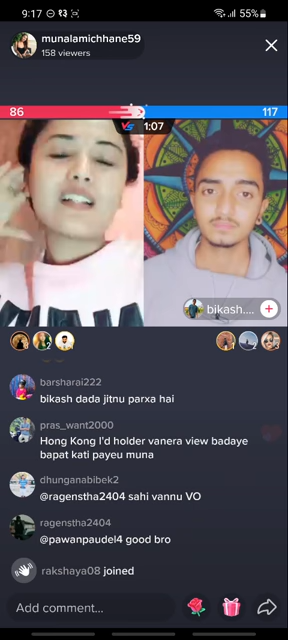 9:17 १३ 55%
munalamichhane59
158 viewers
86 117
VS 1:07
bikash....
barsharai222
bikash dada jitnu parxa hai
pras_want2000
Hong Kong I'd holder vanera view badaye
bapat kati payeu muna
dhunganabibek2
@ragenstha2404 sahi vannu VO
ragenstha2404
@pawanpaudel4 good bro
rakshaya08 joined
Add comment...